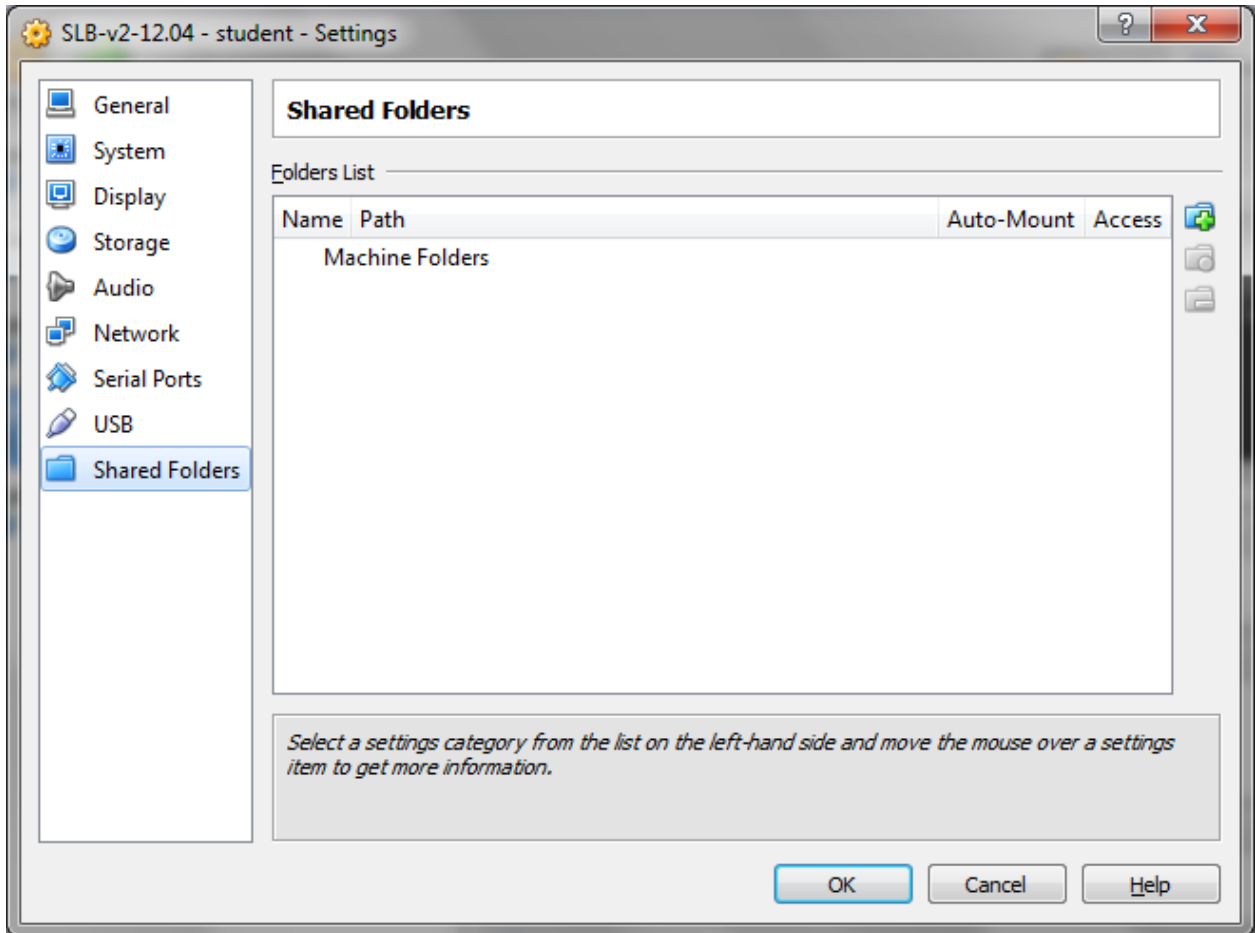 SLB-v2-12.04 - student - Settings
General
System
Display
Storage
Audio
Network
Serial Ports
USB
Shared Folders
Shared Folders
Folders List
Name Path Auto-Mount Access
Machine Folders
Select a settings category from the list on the left-hand side and move the mouse over a settings
item to get more information.
OK Cancel Help